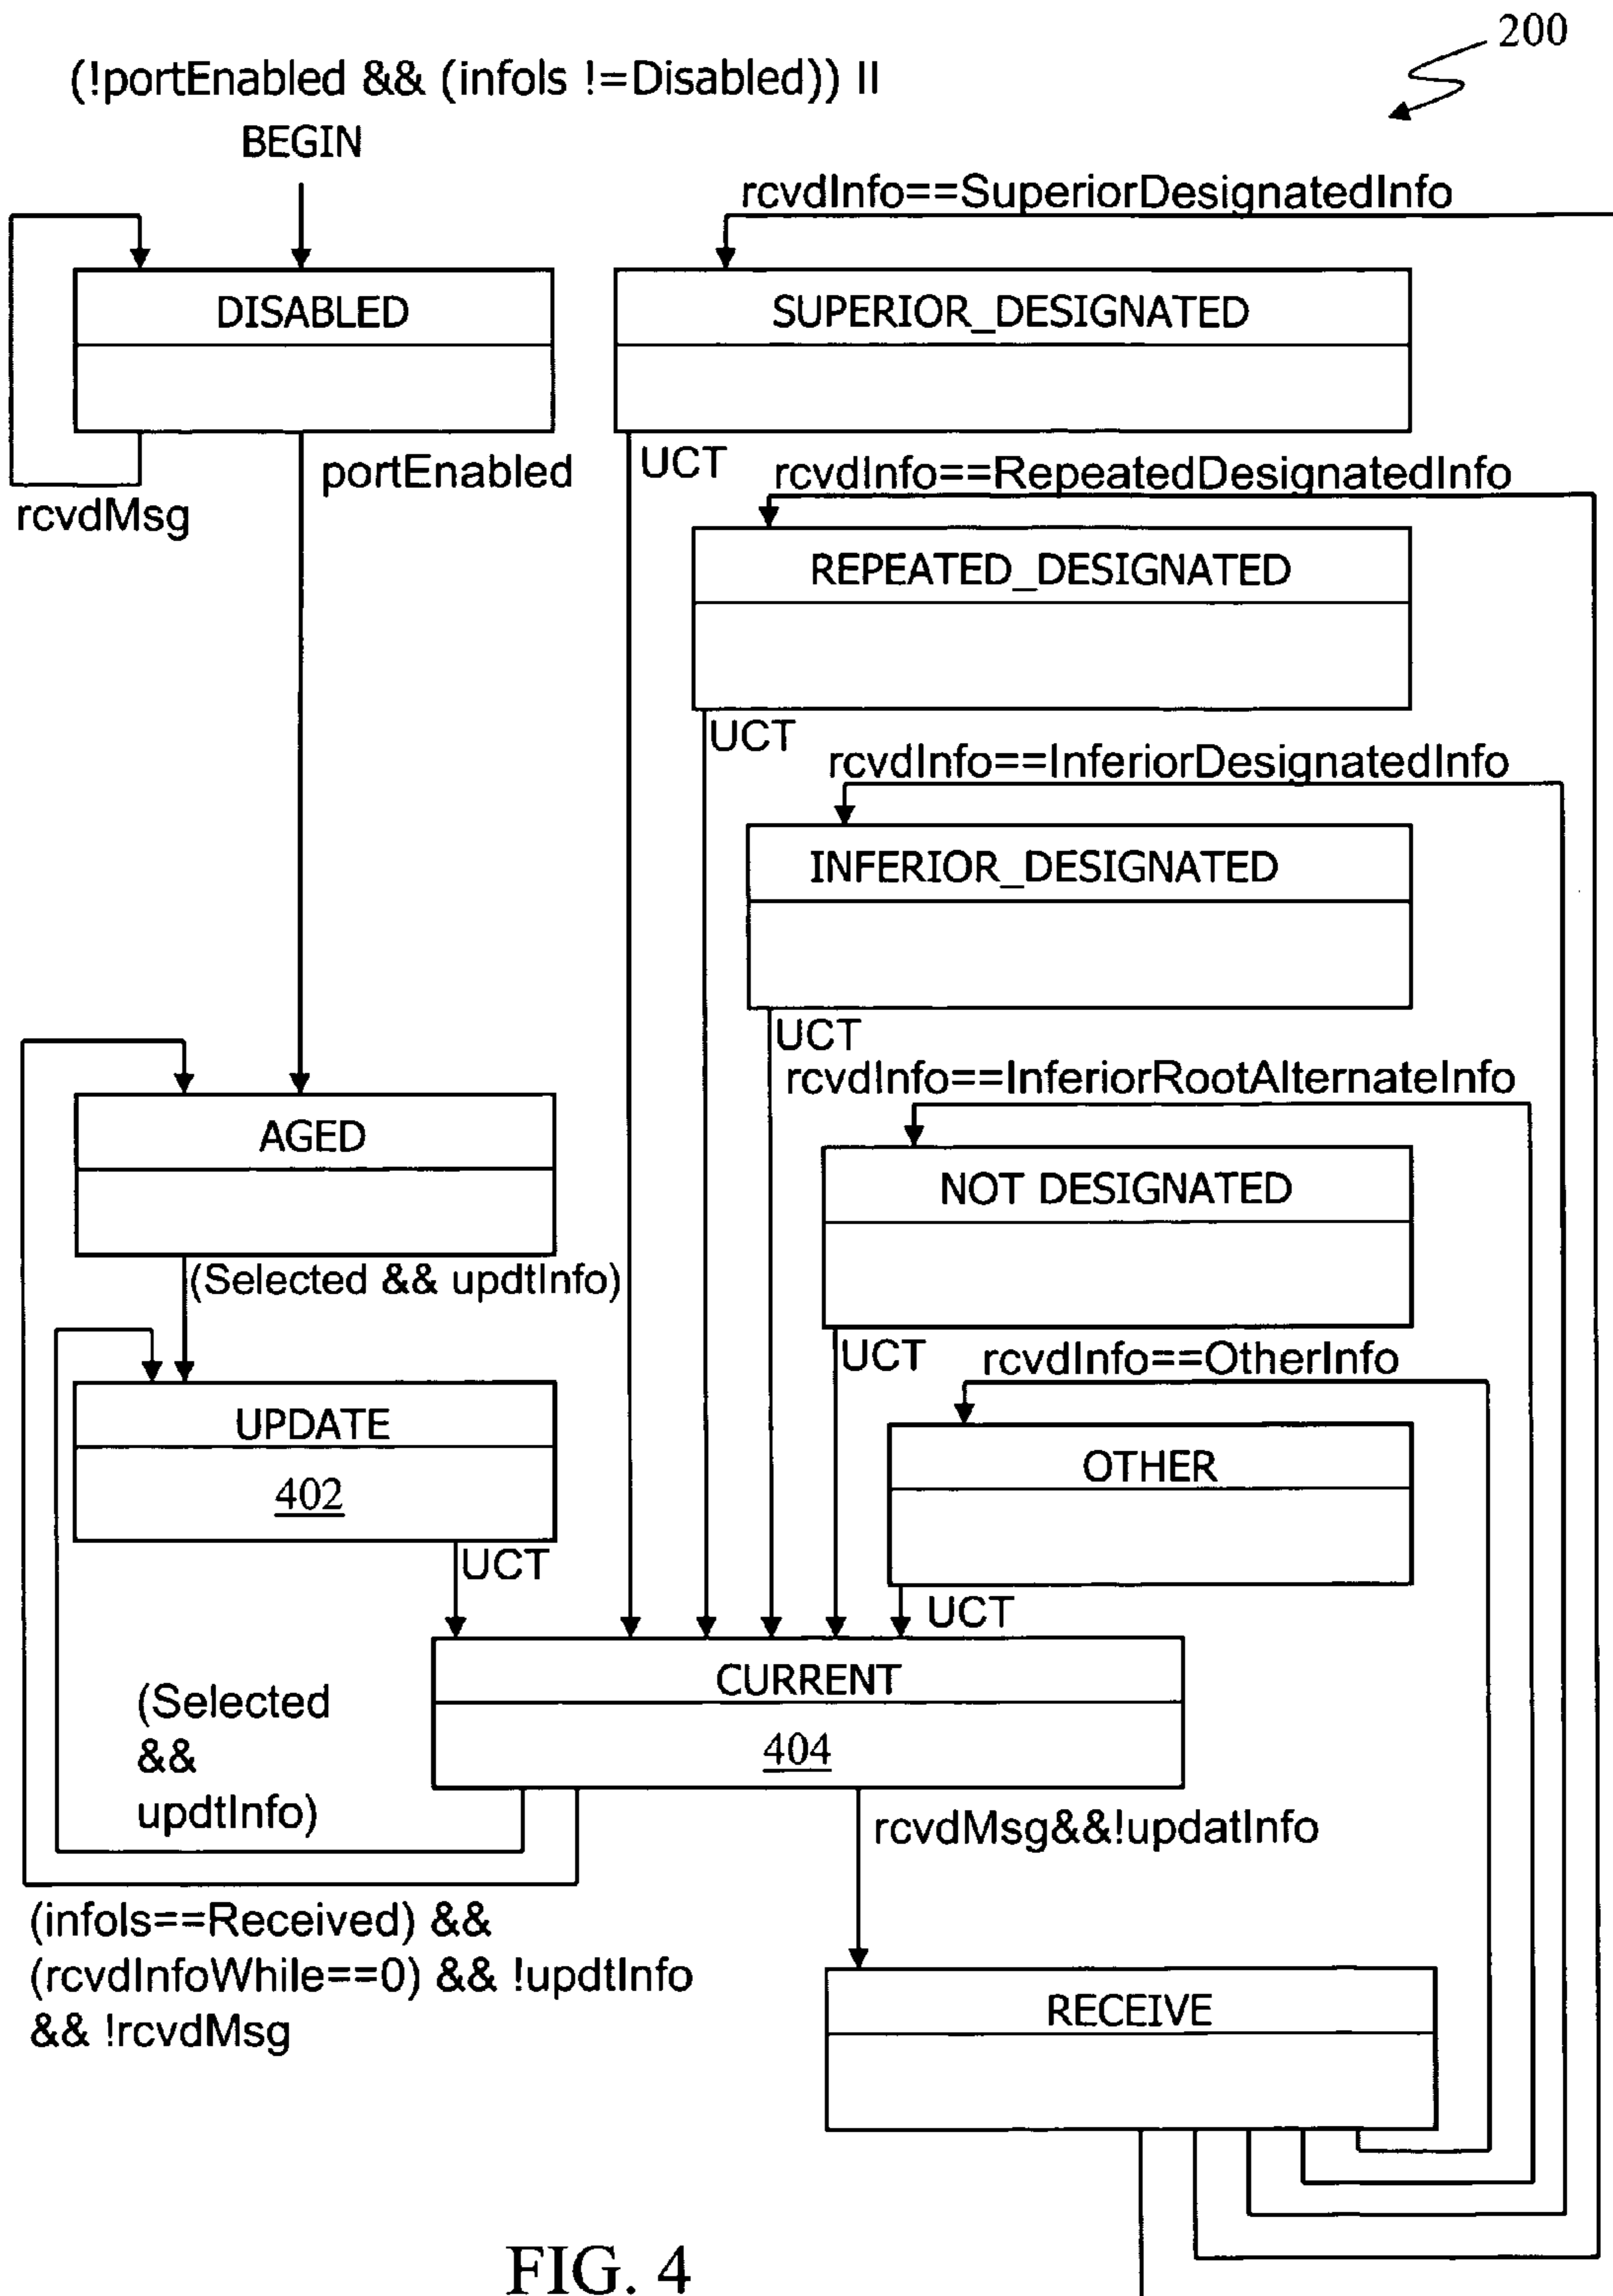 200
(!portEnabled && (infoIs !=Disabled)) II
BEGIN
rcvdInfo==SuperiorDesignatedInfo
DISABLED
SUPERIOR_DESIGNATED
rcvdMsg
portEnabled
UCT
rcvdInfo==RepeatedDesignatedInfo
REPEATED_DESIGNATED
UCT
rcvdInfo==InferiorDesignatedInfo
INFERIOR_DESIGNATED
UCT
rcvdInfo==InferiorRootAlternateInfo
AGED
NOT DESIGNATED
(Selected && updtInfo)
UCT
rcvdInfo==OtherInfo
UPDATE
402
OTHER
UCT
UCT
CURRENT
404
(Selected
&&
updtInfo)
rcvdMsg&&!updatInfo
(infoIs==Received) &&
(rcvdInfoWhile==0) && !updtInfo
&& !rcvdMsg
RECEIVE
FIG. 4